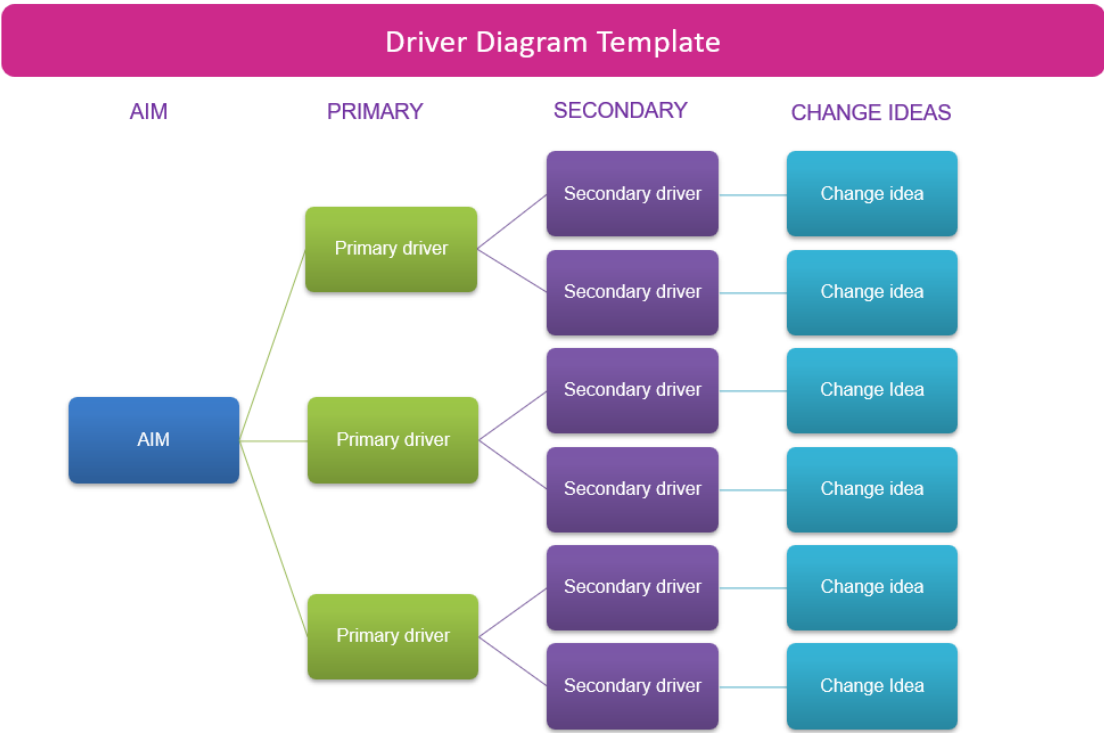 Driver Diagram Template
AIM
PRIMARY
SECONDARY
CHANGE IDEAS
Secondary driver
Change idea
Primary driver
Secondary driver
Change idea
Secondary driver
Change Idea
AIM
Primary driver
Secondary driver
Change idea
Secondary driver
Change idea
Primary driver
Secondary driver
Change Idea